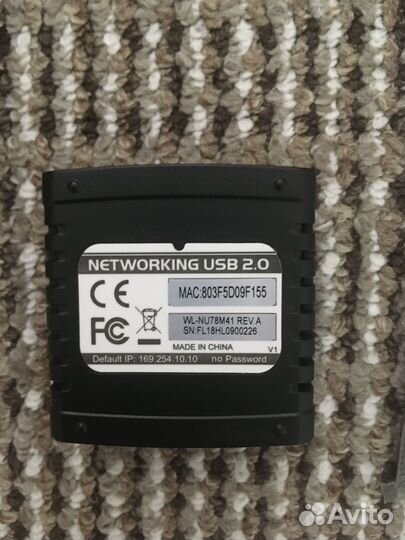 NETWORKING USB 2.0
MAC:803F5D09F155
CE
FC
WL-NU78M41 REV.A
SN:FL18HL0900226
MADE IN CHINA
V1
Default IP: 169.254.10.10 no Password
Avito